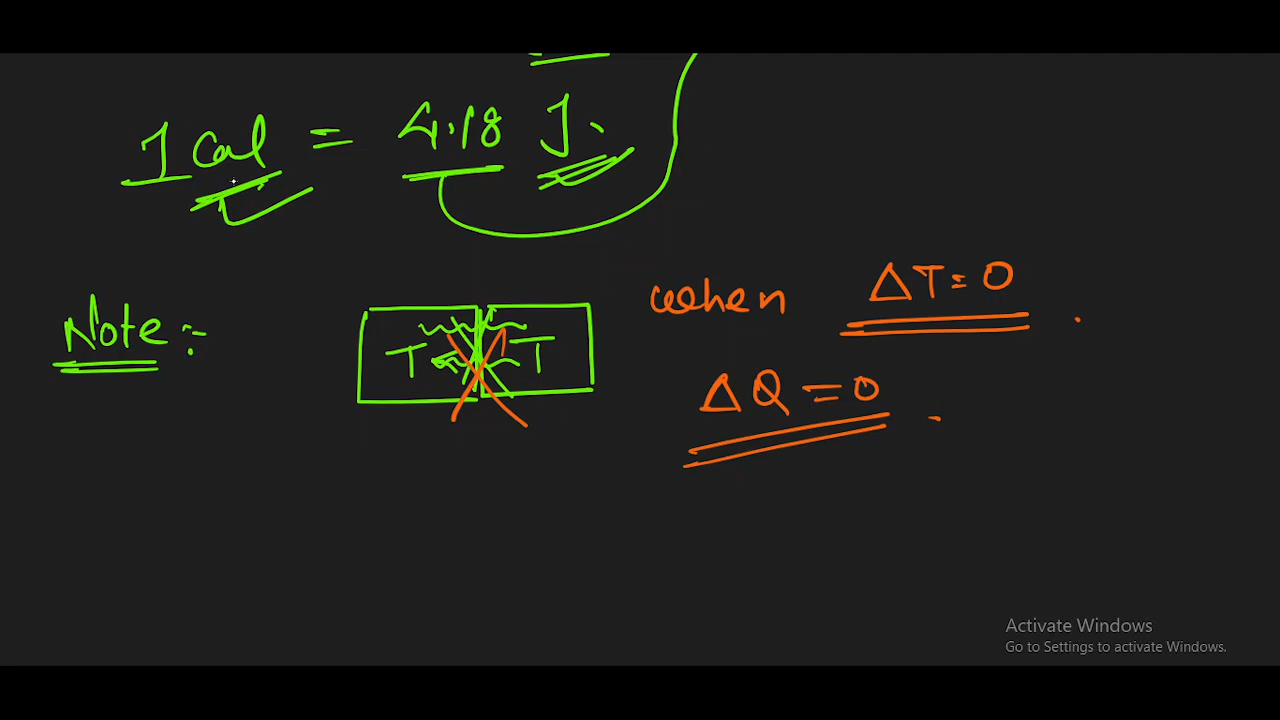 1 Cal = 4.18 J.
Note :- T T when ΔT = 0 .
ΔQ = 0 .
Activate Windows
Go to Settings to activate Windows.